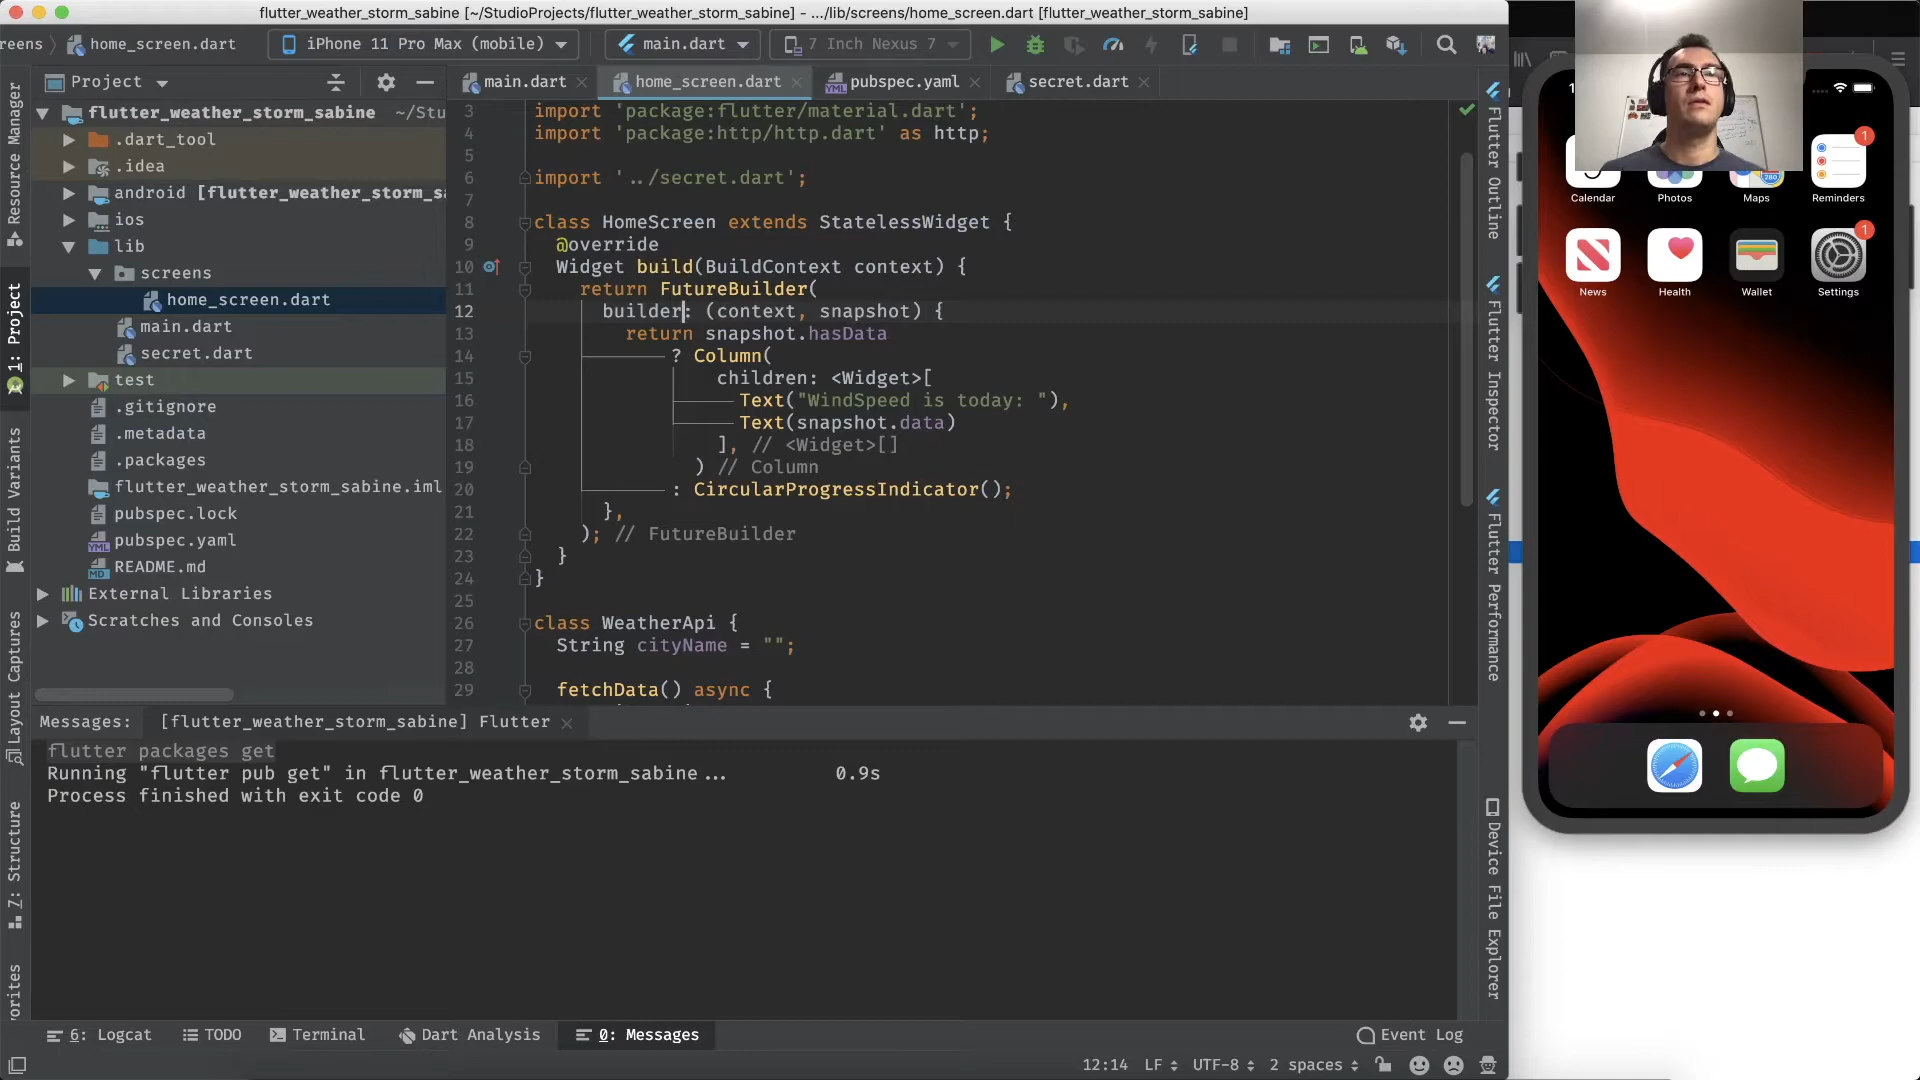 flutter_weather_storm_sabine [~/StudioProjects/flutter_weather_storm_sabine] - .../lib/screens/home_screen.dart [flutter_weather_storm_sabine]
reens home_screen.dart iPhone 11 Pro Max (mobile) main.dart 7 Inch Nexus 7
Project main.dart home_screen.dart pubspec.yaml secret.dart
Resource Manager
1: Project
Build Variants
Layout Captures
Z: Structure
vorites
flutter_weather_storm_sabine ~/Stu
.dart_tool
.idea
android [flutter_weather_storm_s
ios
lib
screens
home_screen.dart
main.dart
secret.dart
test
.gitignore
.metadata
.packages
flutter_weather_storm_sabine.iml
pubspec.lock
pubspec.yaml
README.md
External Libraries
Scratches and Consoles
3 import 'package:flutter/material.dart';
4 import 'package:http/http.dart' as http;
5
6 import '../secret.dart';
7
8 class HomeScreen extends StatelessWidget {
9 @override
10 Widget build(BuildContext context) {
11 return FutureBuilder(
12 builder: (context, snapshot) {
13 return snapshot.hasData
14 ? Column(
15 children: <Widget>[
16 Text("WindSpeed is today: "),
17 Text(snapshot.data)
18 ], // <Widget>[]
19 ) // Column
20 : CircularProgressIndicator();
21 },
22 ); // FutureBuilder
23 }
24 }
25
26 class WeatherApi {
27 String cityName = "";
28
29 fetchData() async {
Flutter Outline
Flutter Inspector
Flutter Performance
Device File Explorer
Messages: [flutter_weather_storm_sabine] Flutter
flutter packages get
Running "flutter pub get" in flutter_weather_storm_sabine... 0.9s
Process finished with exit code 0
6: Logcat TODO Terminal Dart Analysis 0: Messages Event Log
12:14 LF UTF-8 2 spaces
1
280
Calendar Photos Maps Reminders
1
News Health Wallet Settings